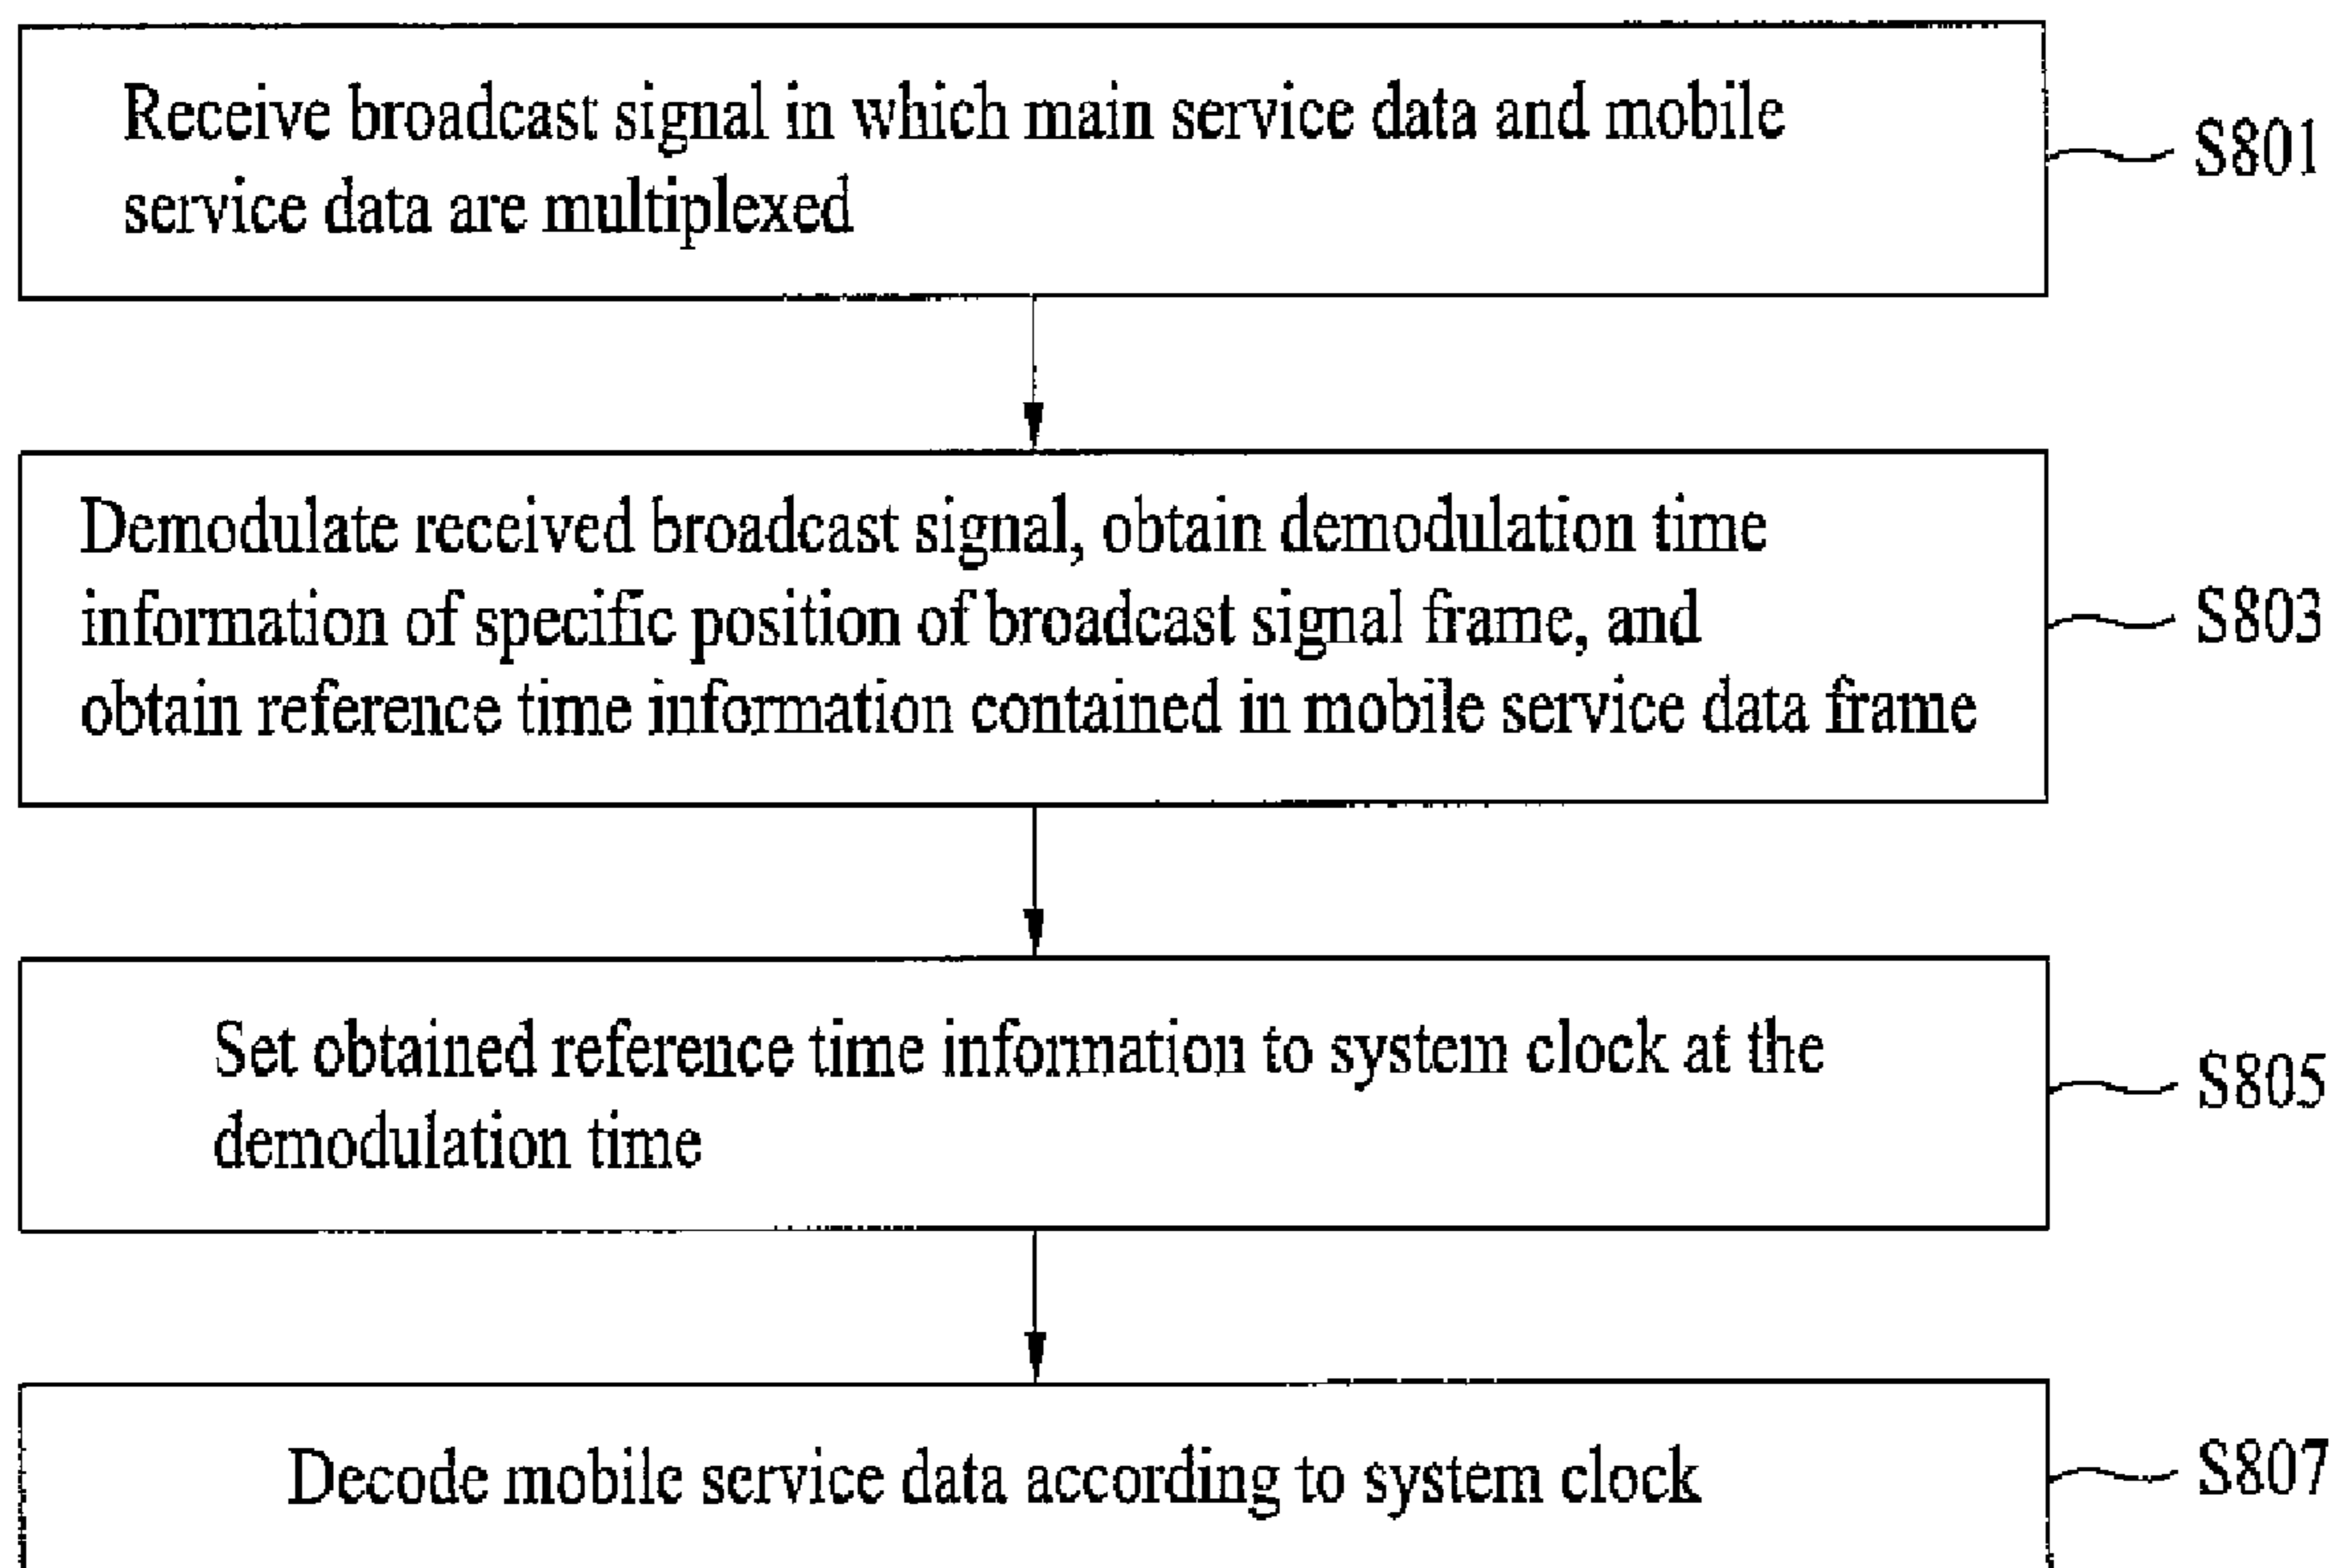 Receive broadcast signal in which main service data and mobile
service data are multiplexed
S801
Demodulate received broadcast signal, obtain demodulation time
information of specific position of broadcast signal frame, and
obtain reference time information contained in mobile service data frame
S803
Set obtained reference time information to system clock at the
demodulation time
S805
Decode mobile service data according to system clock
S807